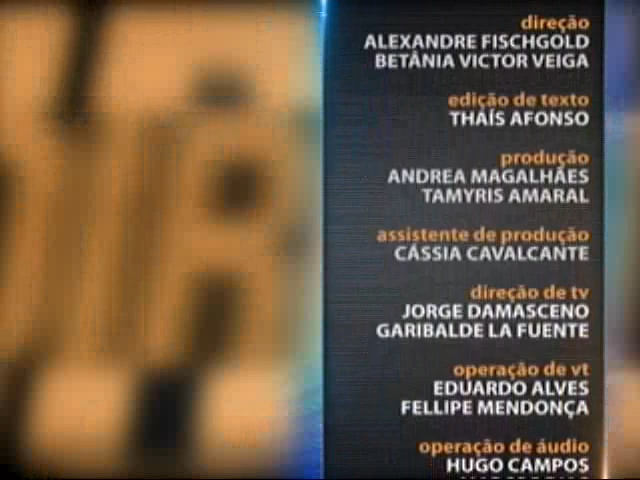 direção
ALEXANDRE FISCHGOLD
BETÂNIA VICTOR VEIGA
edição de texto
THAÍS AFONSO
produção
ANDREA MAGALHÃES
TAMYRIS AMARAL
assistente de produção
CÁSSIA CAVALCANTE
direção de tv
JORGE DAMASCENO
GARIBALDE LA FUENTE
operação de vt
EDUARDO ALVES
FELLIPE MENDONÇA
operação de áudio
HUGO CAMPOS